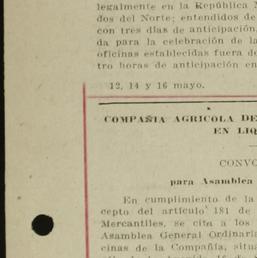 legalmente en la República
dos del Norte; entendidos de
con tres días de anticipación,
da para la celebración de la
oficinas establecidas fuera d
tro horas de anticipación en
12, 14 y 16 mayo.
COMPAÑIA AGRICOLA DE
EN LIQ
CONVO
para Asamblea
En cumplimiento de la
cepto del artículo 181 de
Mercantiles, se cita a los
Asamblea General Ordinaria
cinas de la Compañía, situa